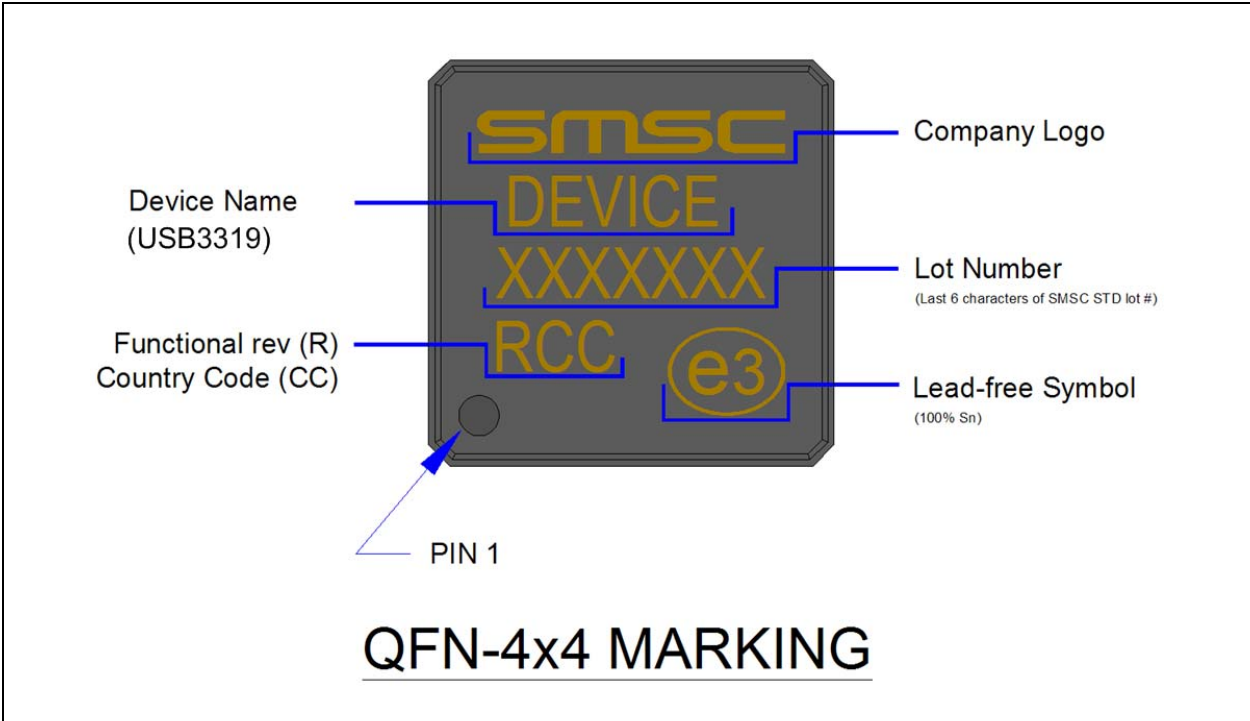 smsc
Company Logo
DEVICE
Device Name
(USB3319)
XXXXXXX
Lot Number
(Last 6 characters of SMSC STD lot #)
RCC
Functional rev (R)
Country Code (CC)
e3
Lead-free Symbol
(100% Sn)
PIN 1
QFN-4x4 MARKING